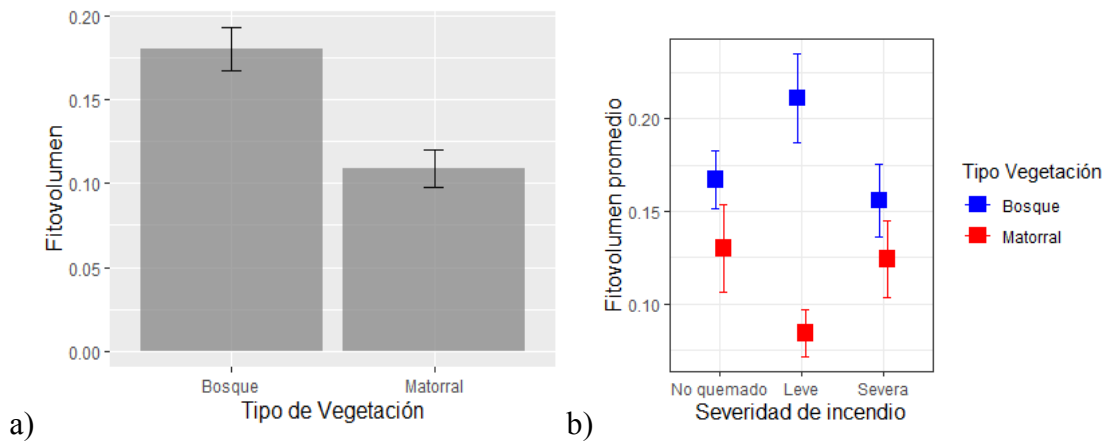 0.20
0.15
0.10
0.05
0.00
Fitovolumen
Bosque
Matorral
Tipo de Vegetación
a)
0.20
0.15
0.10
Fitovolumen promedio
No quemado
Leve
Severa
Severidad de incendio
Tipo Vegetación
Bosque
Matorral
b)